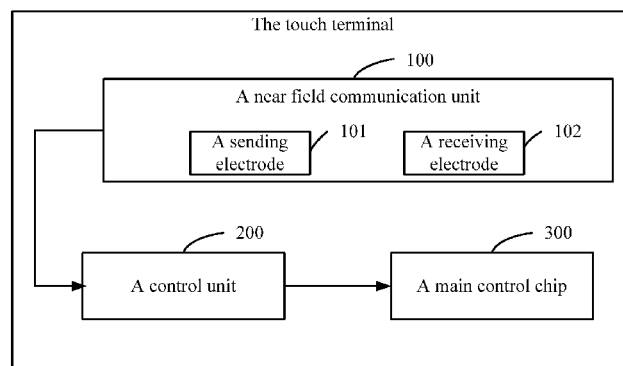 The touch terminal
100
A near field communication unit
A sending
electrode
101
A receiving
electrode
102
200
A control unit
300
A main control chip